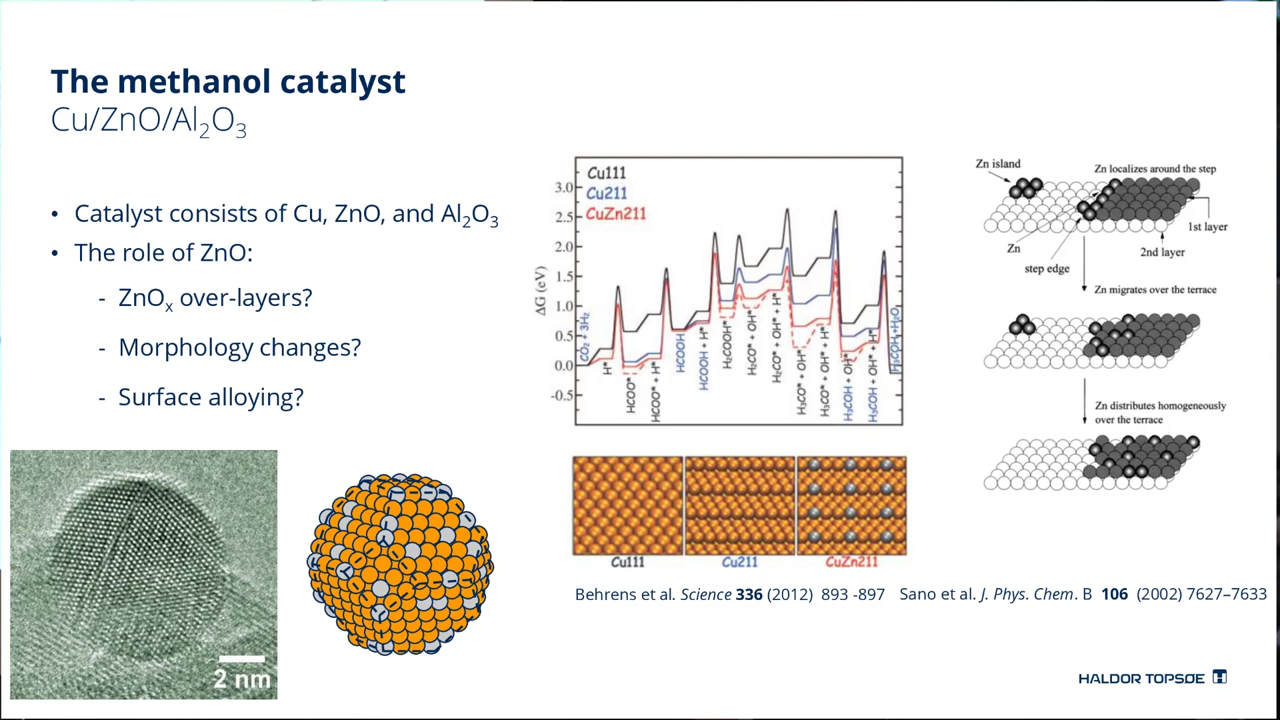 The methanol catalyst
Cu/ZnO/Al₂O₃
• Catalyst consists of Cu, ZnO, and Al₂O₃
• The role of ZnO:
- ZnOₓ over-layers?
- Morphology changes?
- Surface alloying?
2 nm
Cu111
Cu211
CuZn211
ΔG (eV)
3.0
2.5
2.0
1.5
1.0
0.5
0.0
-0.5
CO₂ + 3H₂
H*
HCOO*
HCOO* + H*
HCOOH
HCOOH + H*
H₂COOH*
H₂CO* + OH*
H₂CO* + OH* + H*
H₃CO* + OH*
H₃CO* + OH* + H*
H₃COH + OH*
H₃COH + OH* + H*
H₃COH+H₂O
Cu111
Cu211
CuZn211
Behrens et al. Science 336 (2012) 893 -897
Zn island
Zn localizes around the step
Zn
step edge
1st layer
2nd layer
Zn migrates over the terrace
Zn distributes homogeneously
over the terrace
Sano et al. J. Phys. Chem. B 106 (2002) 7627–7633
HALDOR TOPSØE